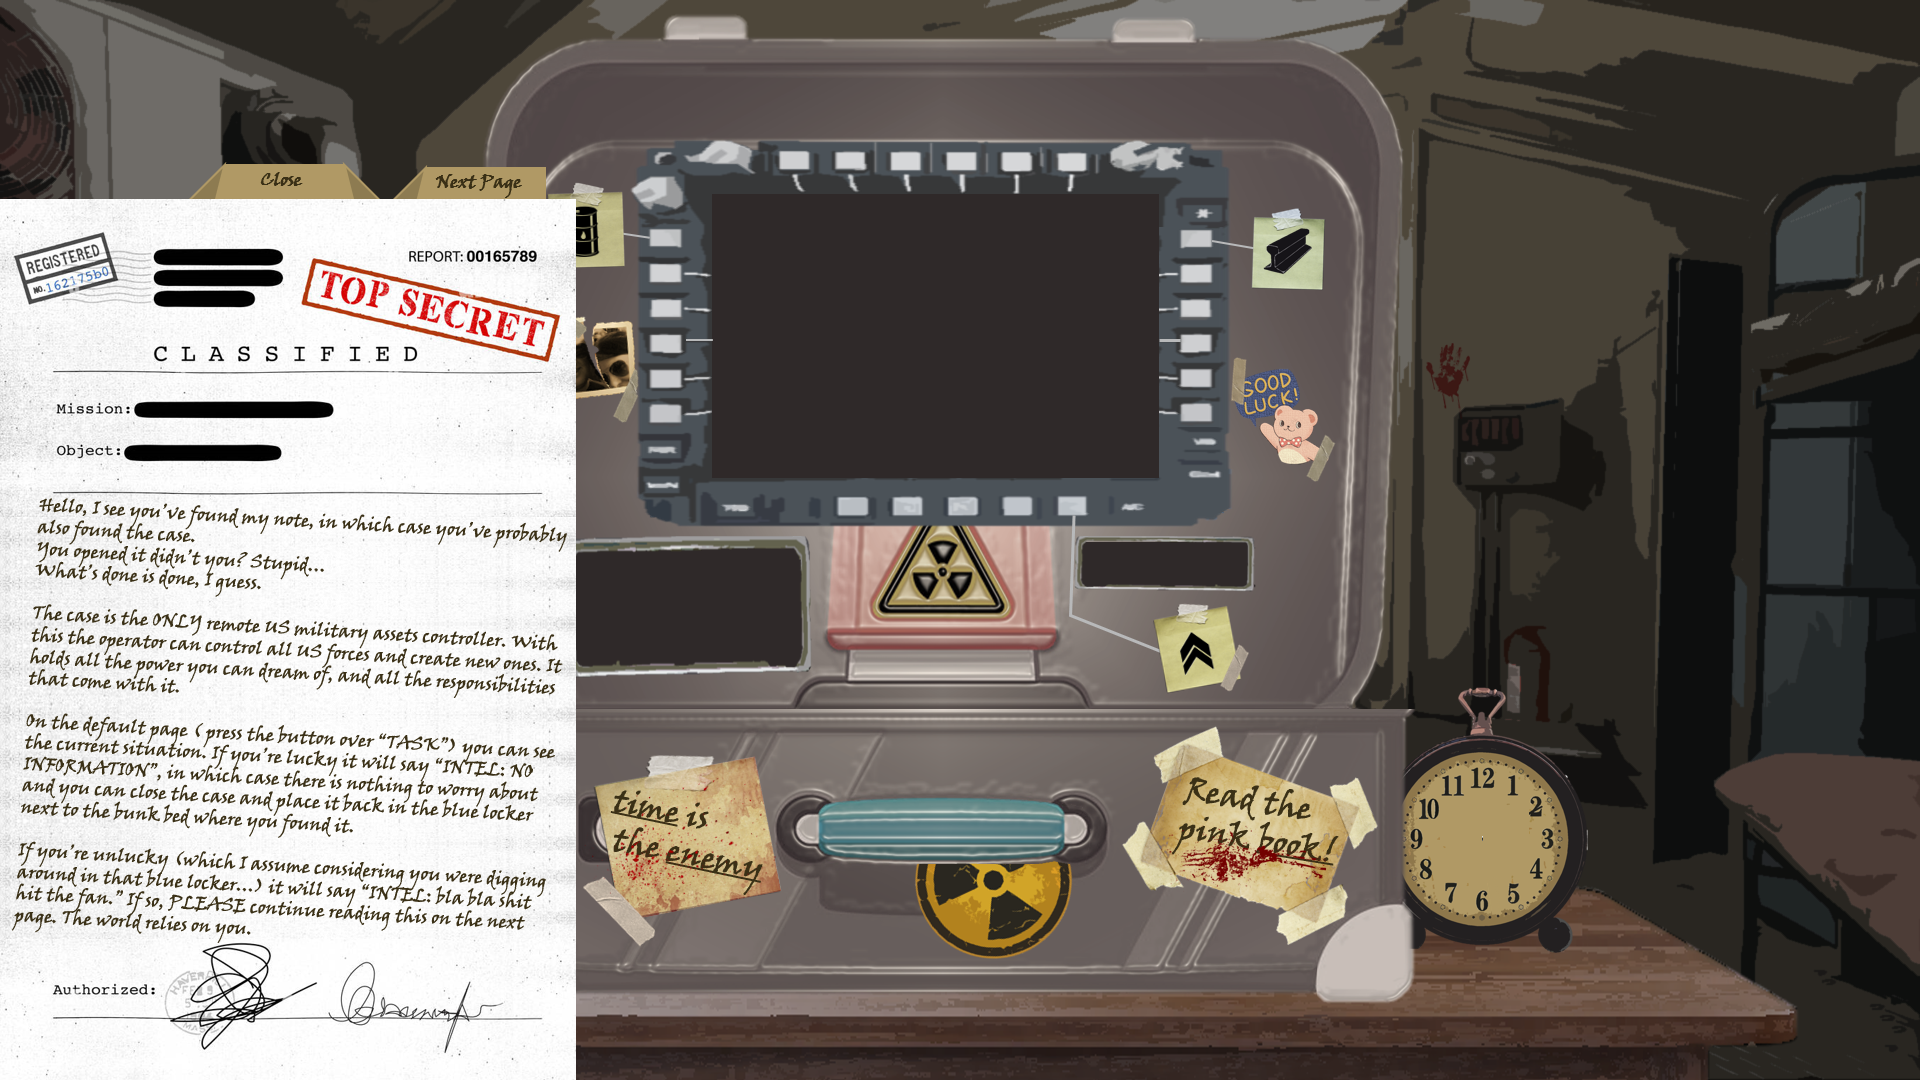 Close
Next Page
REGISTERED
NO.162175b0
REPORT: 00165789
TOP SECRET
CLASSIFIED
Mission:
Object:
Hello, I see you've found my note, in which case you've probably
also found the case.
You opened it didn't you? Stupid...
What's done is done, I guess.
The case is the ONLY remote US military assets controller. With
this the operator can control all US forces and create new ones. It
holds all the power you can dream of, and all the responsibilities
that come with it.
On the default page (press the button over "TASK") you can see
the current situation. If you're lucky it will say "INTEL: NO
INFORMATION", in which case there is nothing to worry about
and you can close the case and place it back in the blue locker
next to the bunk bed where you found it.
If you're unlucky (which I assume considering you were digging
around in that blue locker...) it will say "INTEL: bla bla shit
hit the fan." If so, PLEASE continue reading this on the next
page. The world relies on you.
Authorized:
GOOD
LUCK!
time is
the enemy
Read the
pink book!
12
1
2
3
4
5
6
7
8
9
10
11